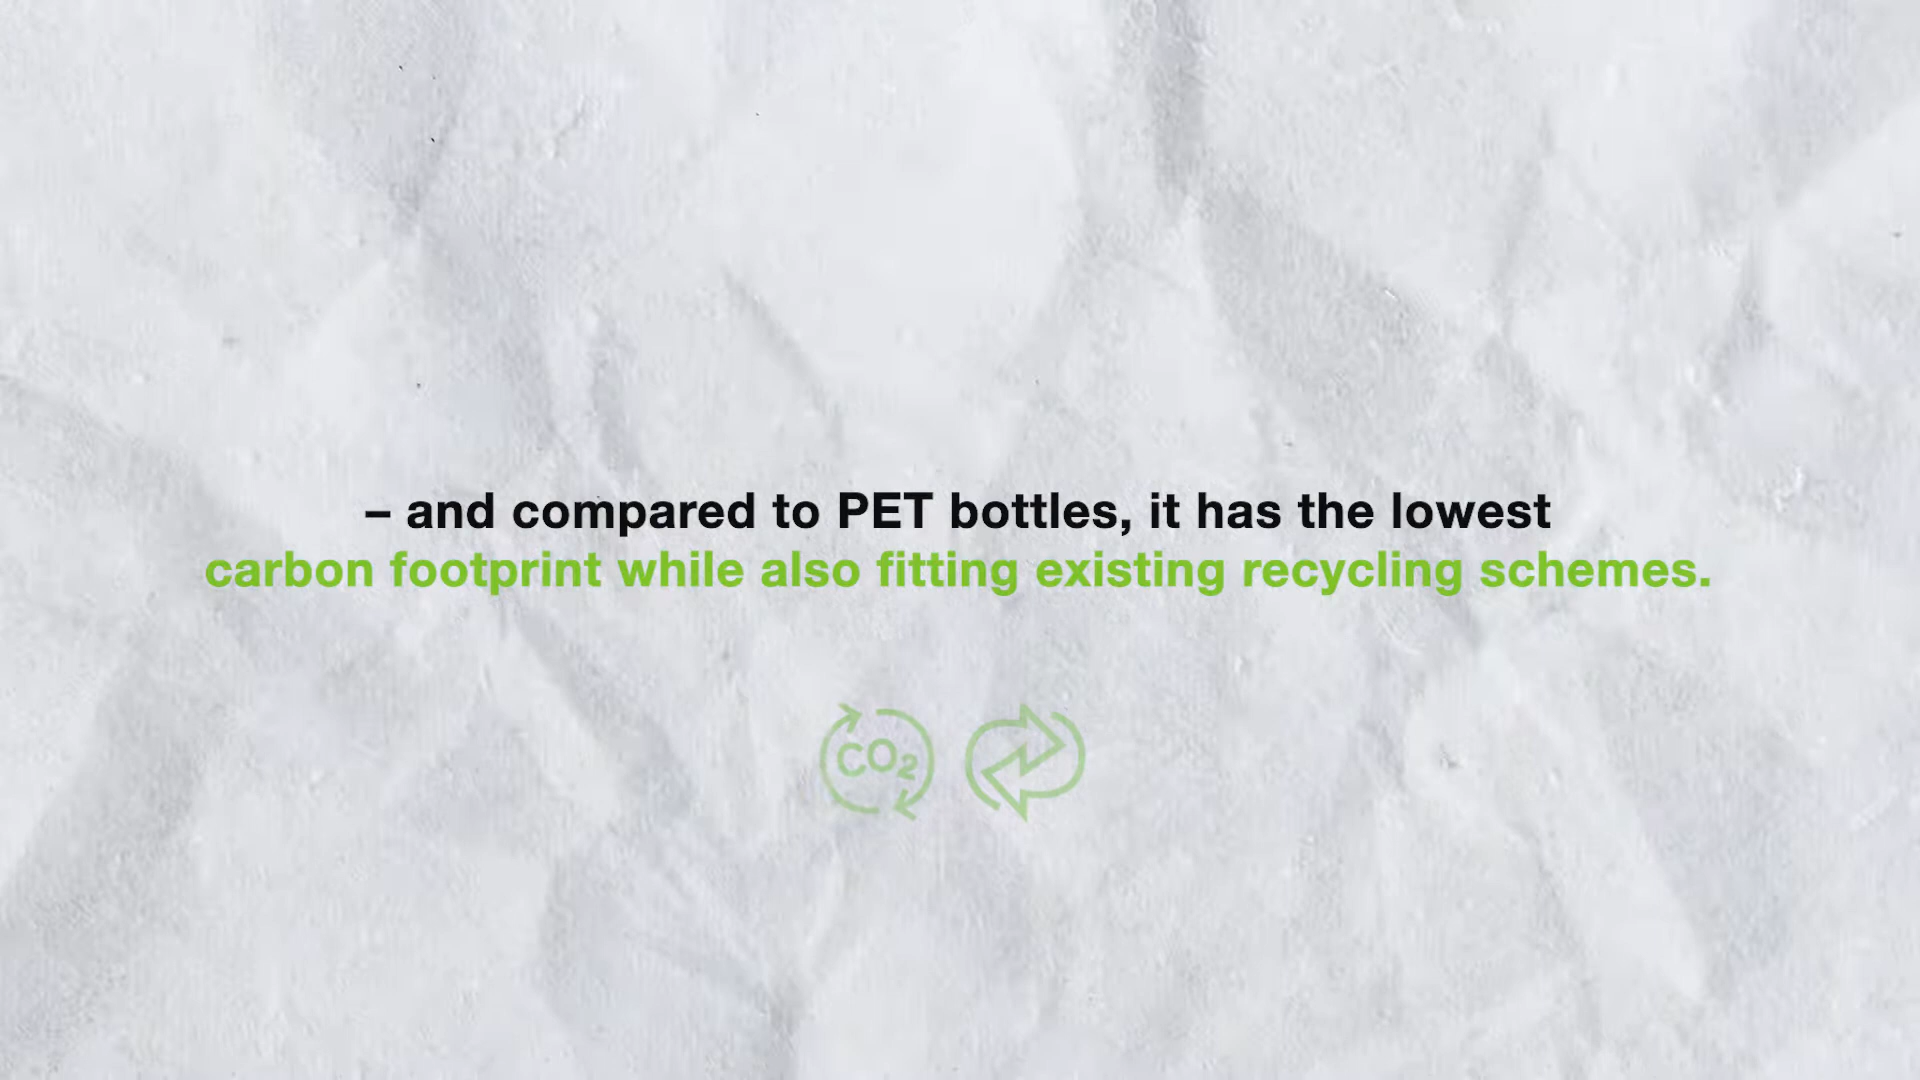 – and compared to PET bottles, it has the lowest
carbon footprint while also fitting existing recycling schemes.
CO₂